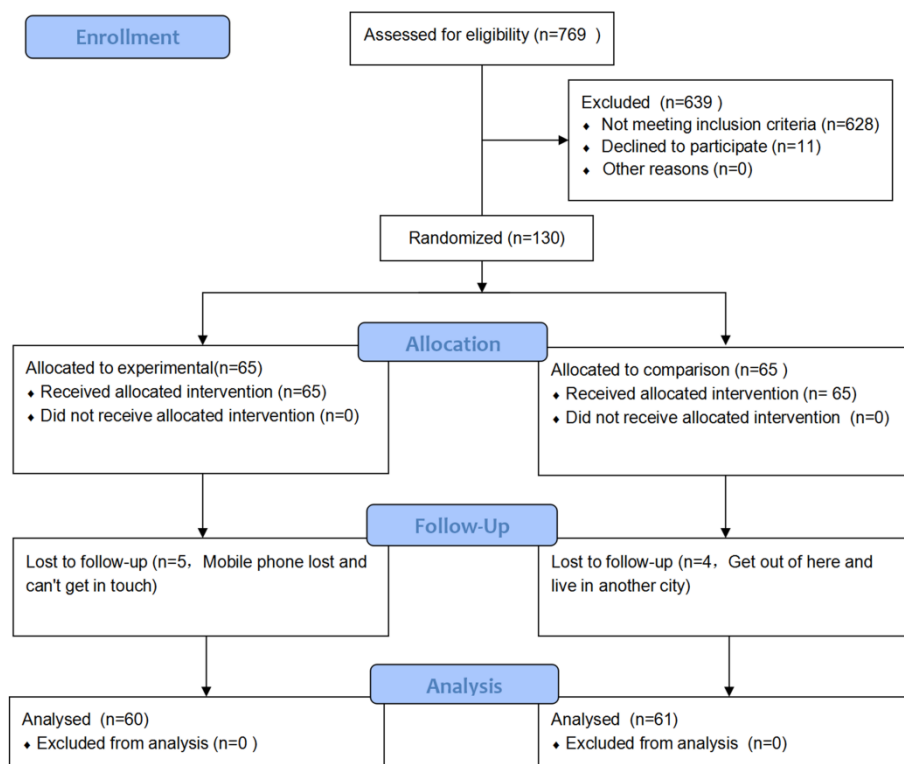 Enrollment
Assessed for eligibility (n=769 )
Excluded (n=639 )
♦ Not meeting inclusion criteria (n=628)
♦ Declined to participate (n=11)
♦ Other reasons (n=0)
Randomized (n=130)
Allocation
Allocated to experimental(n=65)
♦ Received allocated intervention (n=65)
♦ Did not receive allocated intervention (n=0)
Allocated to comparison (n=65 )
♦ Received allocated intervention (n= 65)
♦ Did not receive allocated intervention (n=0)
Follow-Up
Lost to follow-up (n=5，Mobile phone lost and
can't get in touch)
Lost to follow-up (n=4，Get out of here and
live in another city)
Analysis
Analysed (n=60)
♦ Excluded from analysis (n=0 )
Analysed (n=61)
♦ Excluded from analysis (n=0)